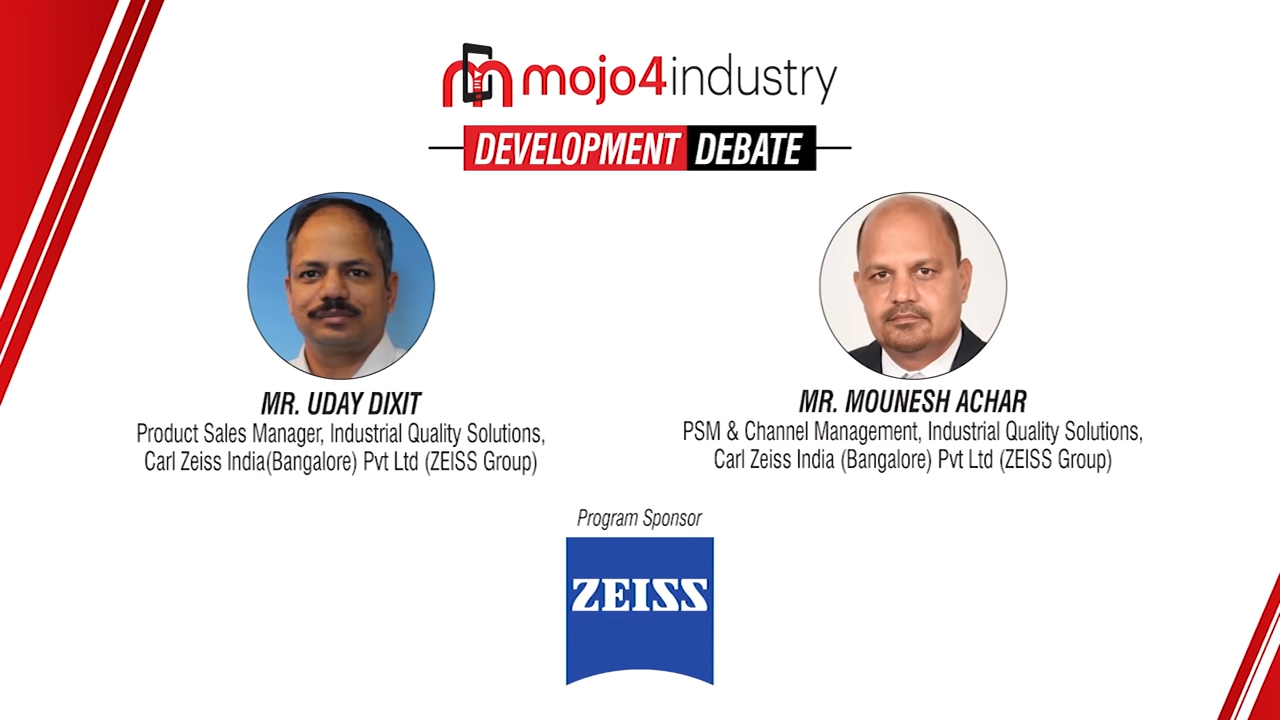 mojo4industry
DEVELOPMENT DEBATE
MR. UDAY DIXIT
Product Sales Manager, Industrial Quality Solutions,
Carl Zeiss India(Bangalore) Pvt Ltd (ZEISS Group)
MR. MOUNESH ACHAR
PSM & Channel Management, Industrial Quality Solutions,
Carl Zeiss India (Bangalore) Pvt Ltd (ZEISS Group)
Program Sponsor
ZEISS